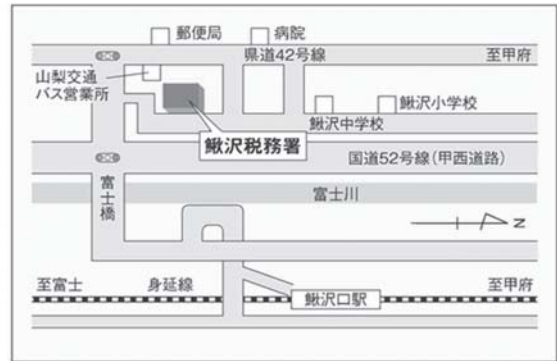 郵便局
病院
県道42号線
至甲府
山梨交通
バス営業所
鰍沢小学校
鰍沢中学校
鰍沢税務署
国道52号線(甲西道路)
富士橋
富士川
N
至富士
身延線
至甲府
鰍沢口駅